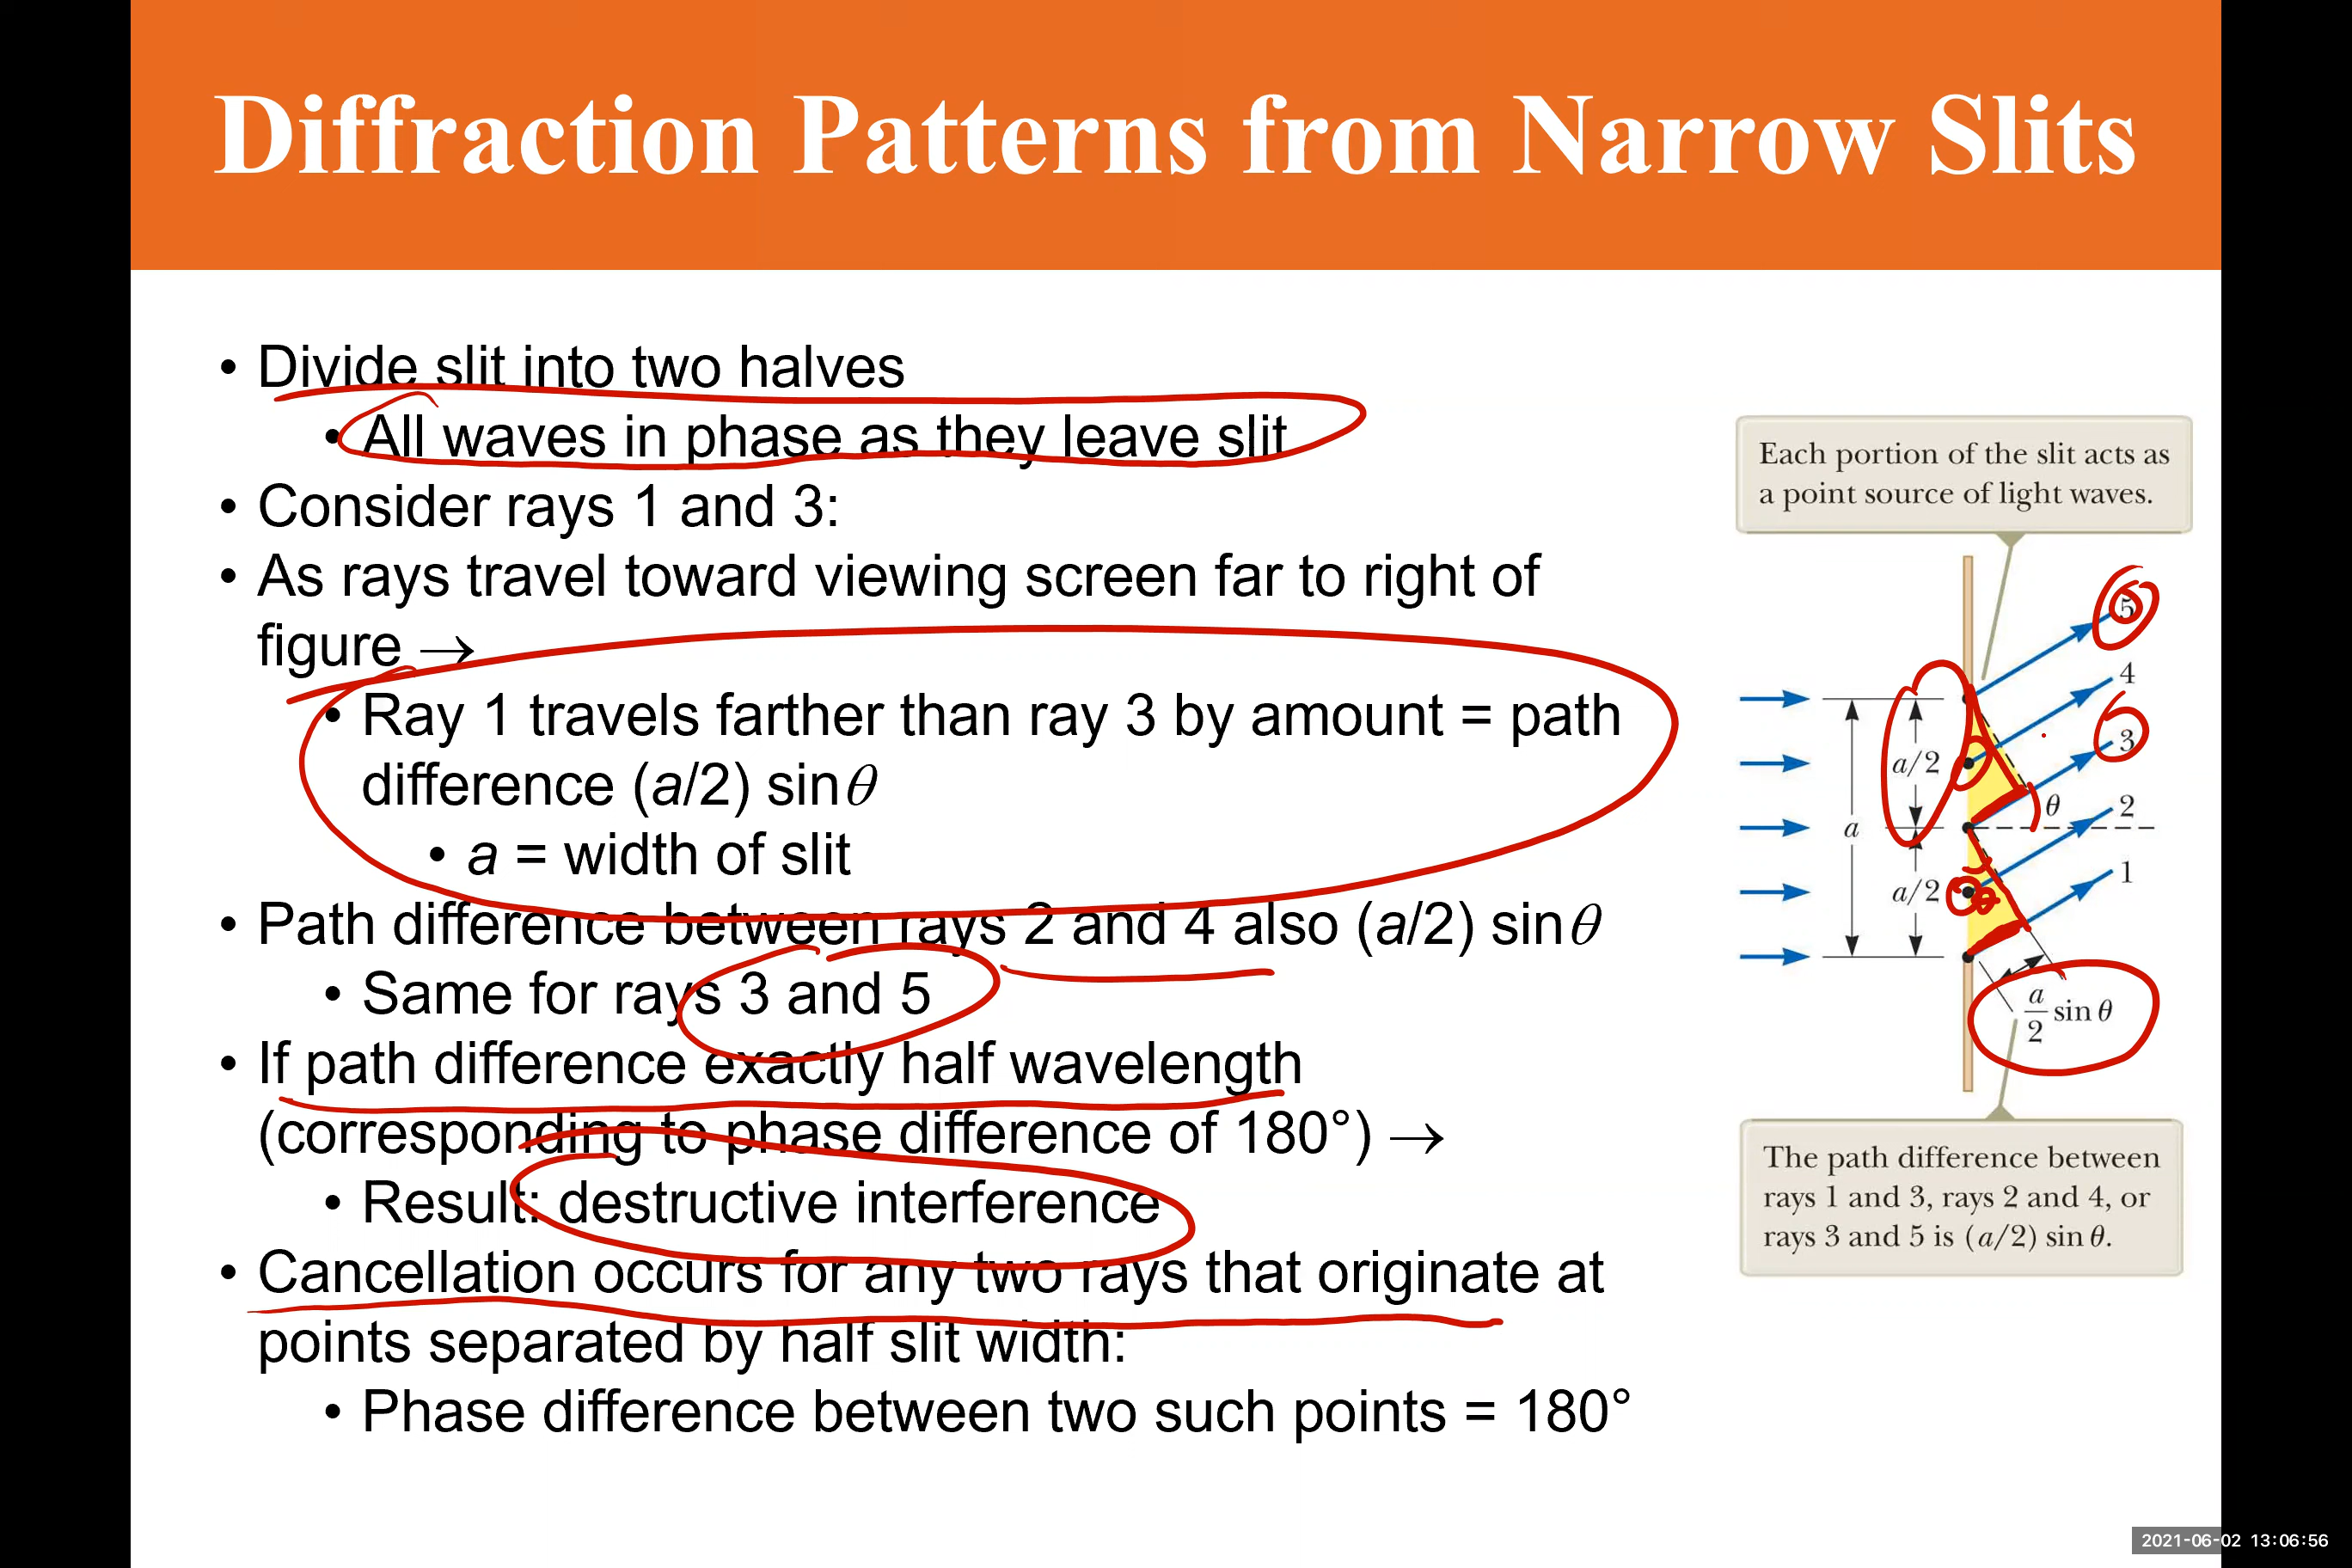 Diffraction Patterns from Narrow Slits
• Divide slit into two halves
• All waves in phase as they leave slit
• Consider rays 1 and 3:
• As rays travel toward viewing screen far to right of
figure →
• Ray 1 travels farther than ray 3 by amount = path
difference (a/2) sinθ
• a = width of slit
• Path difference between rays 2 and 4 also (a/2) sinθ
• Same for rays 3 and 5
• If path difference exactly half wavelength
(corresponding to phase difference of 180°) →
• Result: destructive interference
• Cancellation occurs for any two rays that originate at
points separated by half slit width:
• Phase difference between two such points = 180°
Each portion of the slit acts as
a point source of light waves.
5
4
3
a/2
θ
2
a
1
a/2
a/2 sin θ
The path difference between
rays 1 and 3, rays 2 and 4, or
rays 3 and 5 is (a/2) sin θ.
2021-06-02 13:06:56